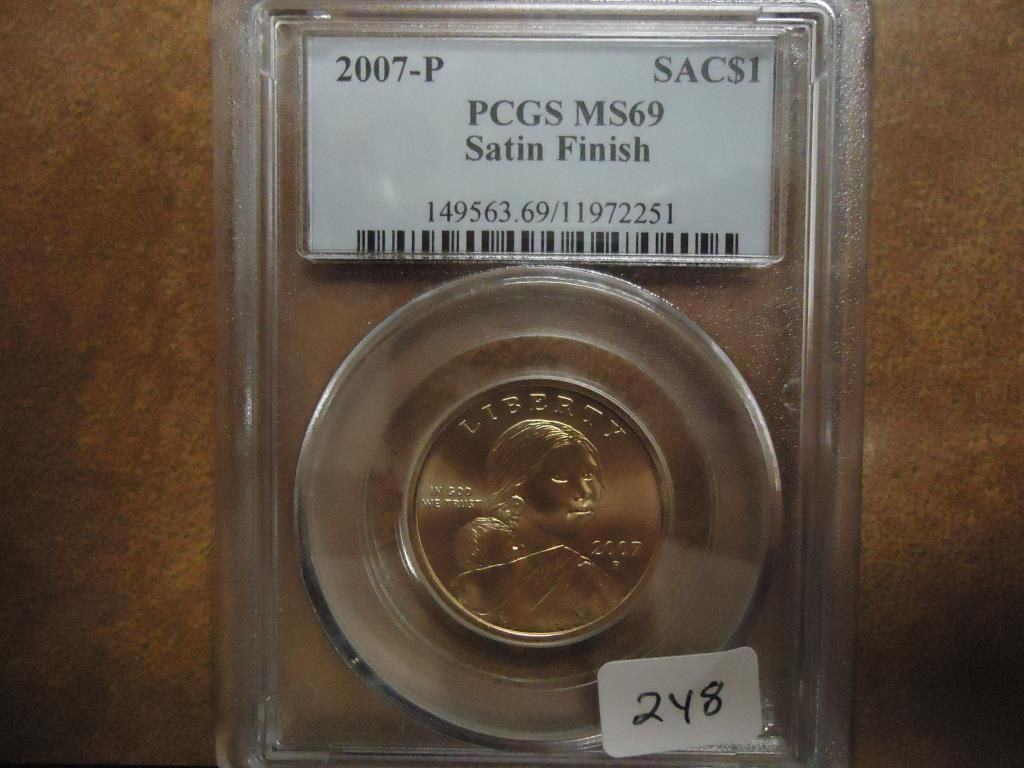 2007-P SAC$1
PCGS MS69
Satin Finish
149563.69/11972251
LIBERTY
IN GOD
WE TRUST
2007
P
248